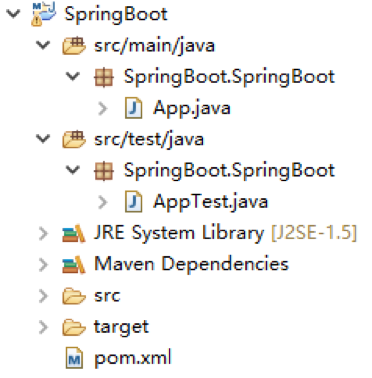 SpringBoot
src/main/java
SpringBoot.SpringBoot
App.java
src/test/java
SpringBoot.SpringBoot
AppTest.java
JRE System Library [J2SE-1.5]
Maven Dependencies
src
target
pom.xml